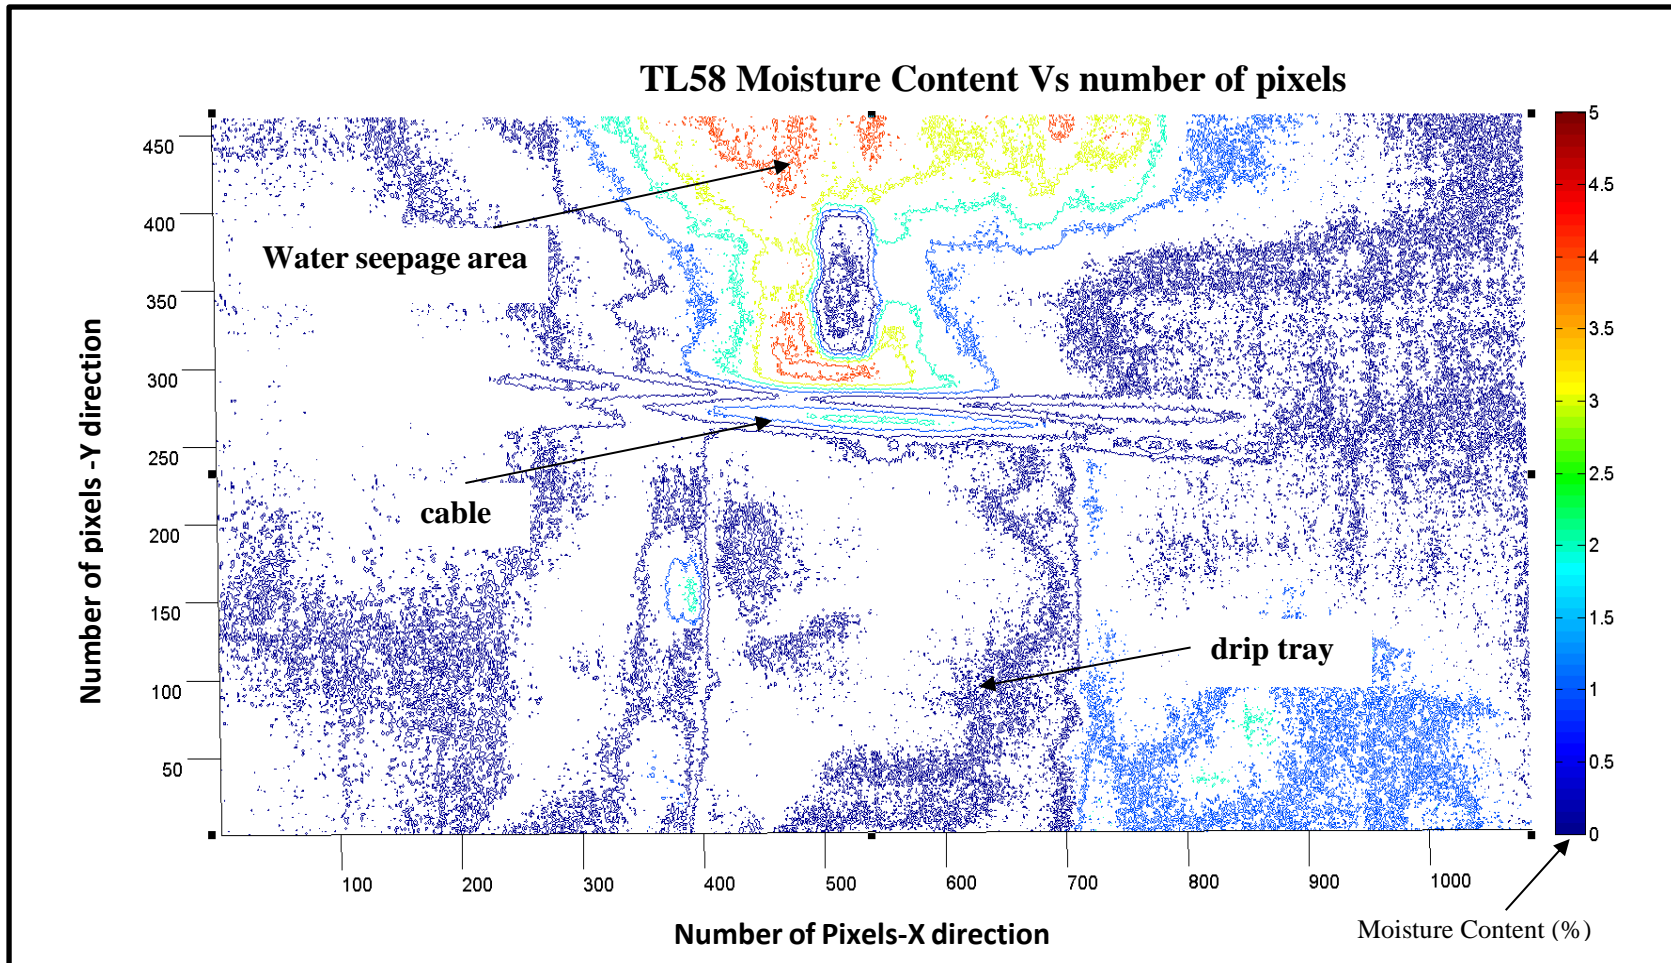 TL58 Moisture Content Vs number of pixels
450
400
350
300
250
200
150
100
50
Number of pixels -Y direction
Water seepage area
cable
drip tray
5
4.5
4
3.5
3
2.5
2
1.5
1
0.5
0
100 200 300 400 500 600 700 800 900 1000
Number of Pixels-X direction
Moisture Content (%)